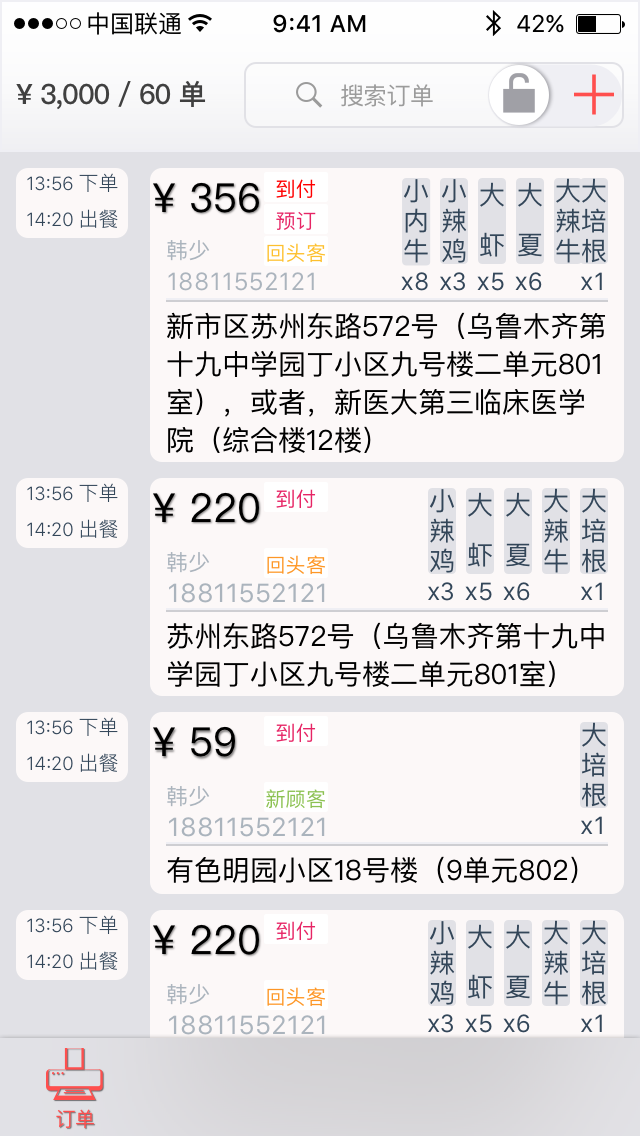 中国联通 9:41 AM 42%
¥ 3,000 / 60 单 搜索订单
13:56 下单
14:20 出餐
¥ 356 到付
预订
韩少 回头客
18811552121
小内牛 小辣鸡 大虾 大夏 大辣牛 大培根
x8 x3 x5 x6 x1
新市区苏州东路572号（乌鲁木齐第
十九中学园丁小区九号楼二单元801
室），或者，新医大第三临床医学
院（综合楼12楼）
13:56 下单
14:20 出餐
¥ 220 到付
韩少 回头客
18811552121
小辣鸡 大虾 大夏 大辣牛 大培根
x3 x5 x6 x1
苏州东路572号（乌鲁木齐第十九中
学园丁小区九号楼二单元801室）
13:56 下单
14:20 出餐
¥ 59 到付
韩少 新顾客
18811552121
大培根
x1
有色明园小区18号楼（9单元802）
13:56 下单
14:20 出餐
¥ 220 到付
韩少 回头客
18811552121
小辣鸡 大虾 大夏 大辣牛 大培根
x3 x5 x6 x1
订单